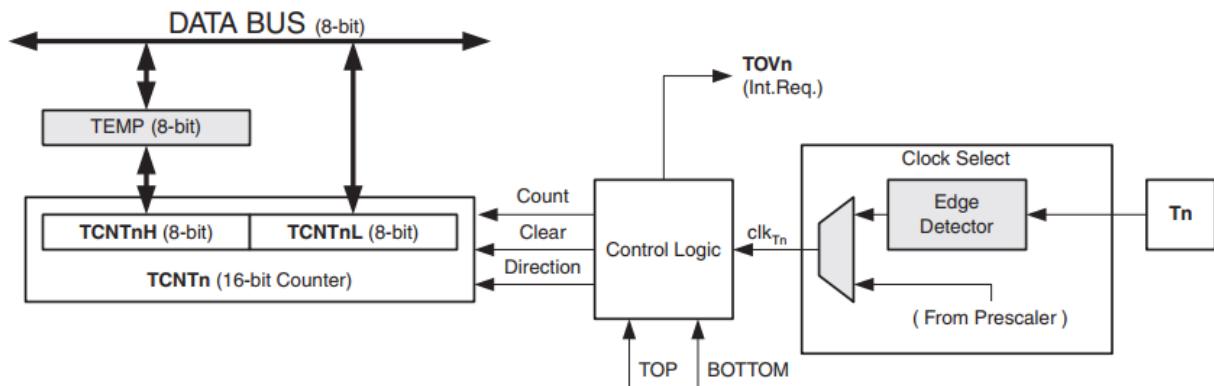 DATA BUS (8-bit)
TOVn
(Int.Req.)
TEMP (8-bit)
Clock Select
Count
Edge
Detector
Tn
TCNTnH (8-bit) TCNTnL (8-bit)
Clear
Control Logic
clkTn
TCNTn (16-bit Counter)
Direction
( From Prescaler )
TOP
BOTTOM